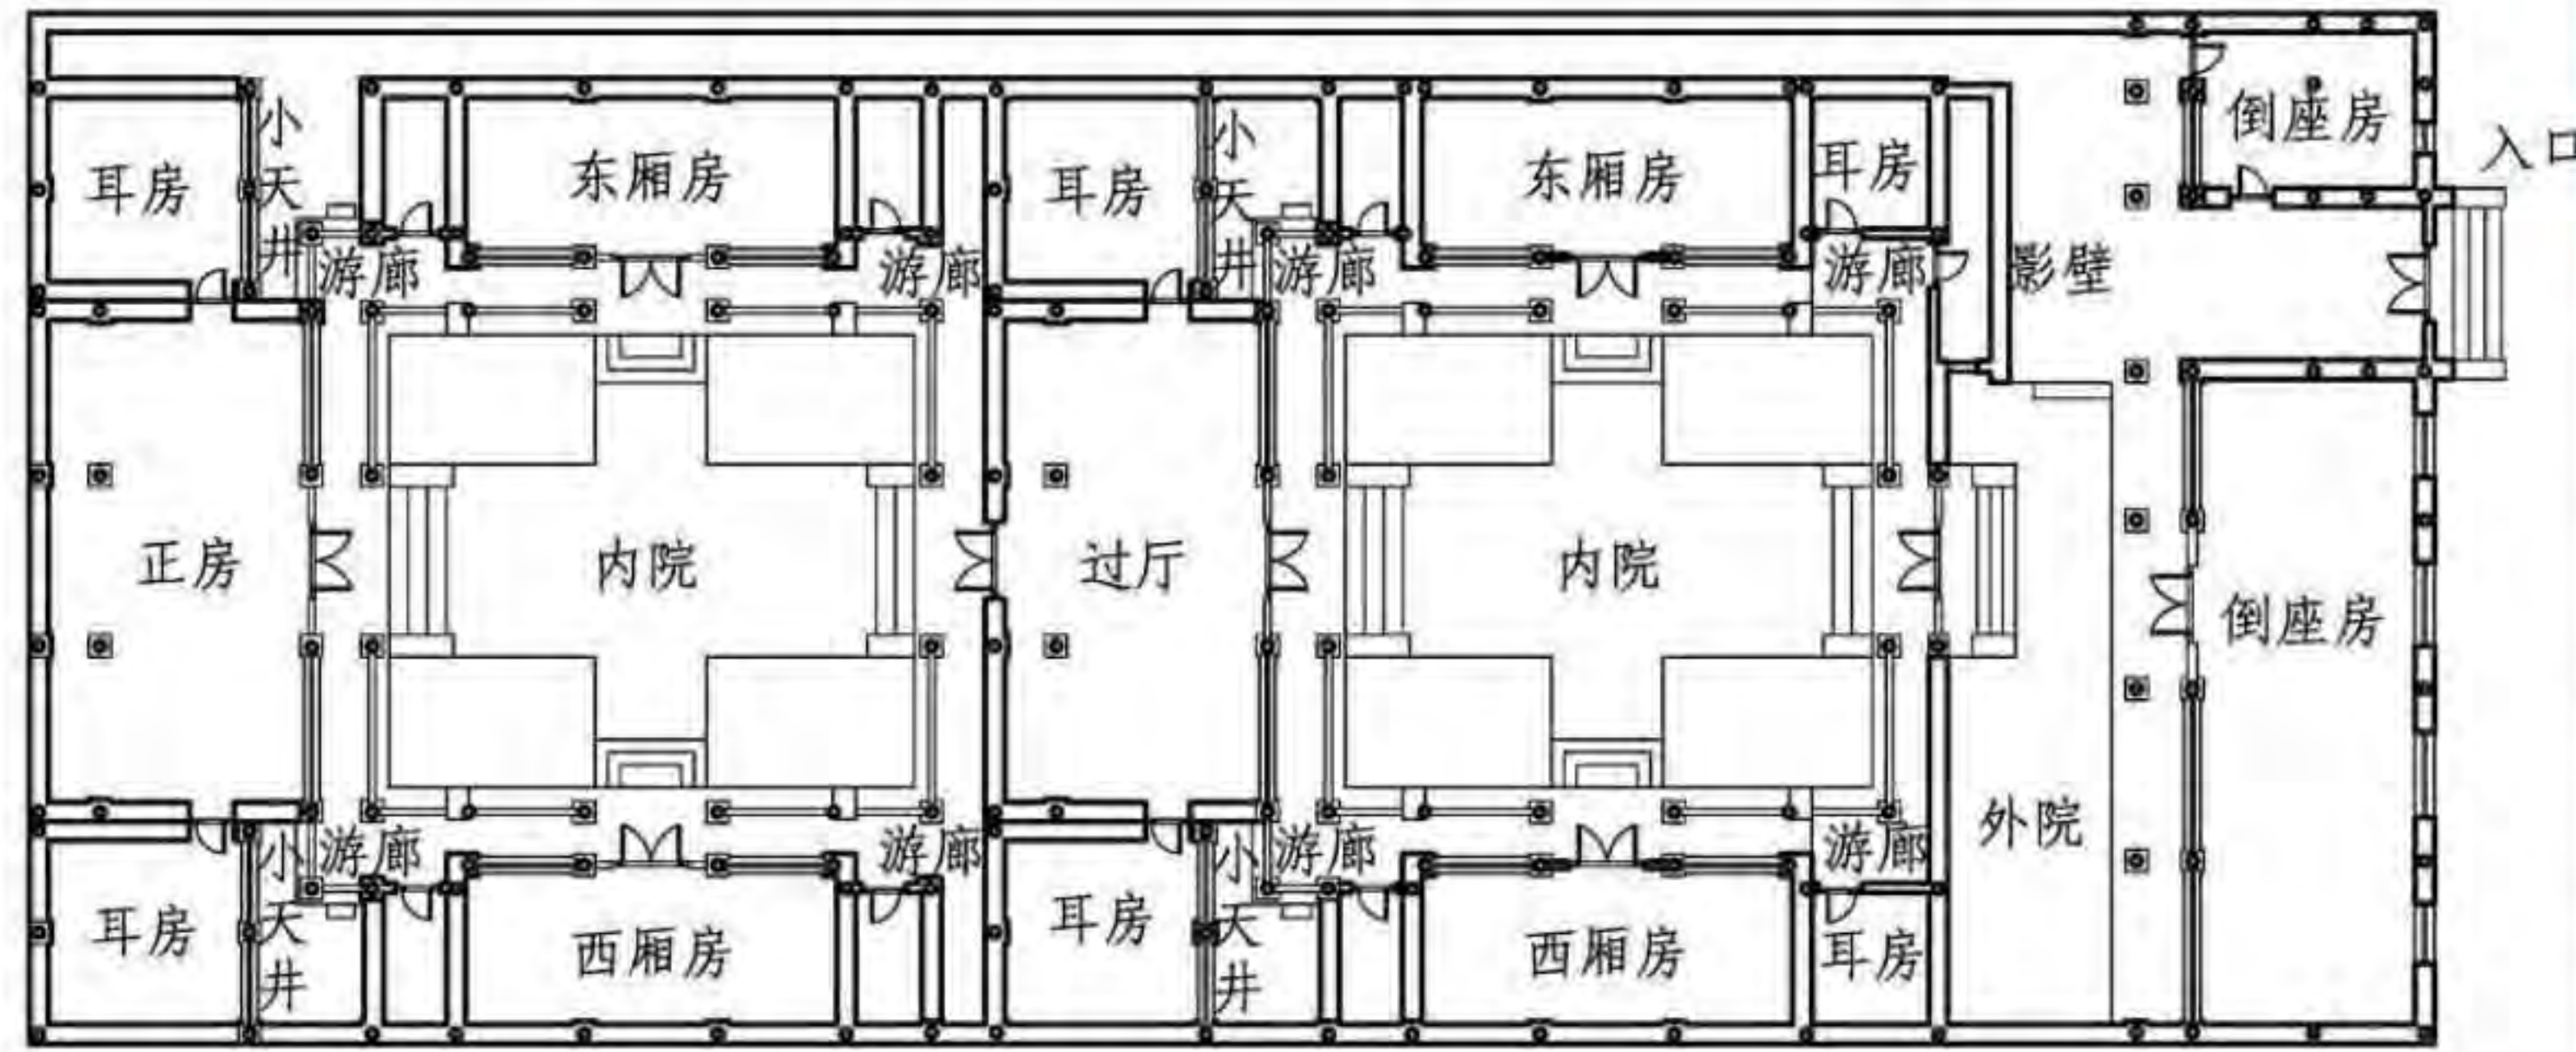 倒座房
入口
小天井
东厢房
小天井
东厢房
耳房
耳房
耳房
游廊
游廊
游廊
游廊
影壁
正房
内院
过厅
内院
倒座房
外院
游廊
游廊
游廊
游廊
小天井
小天井
耳房
西厢房
耳房
西厢房
耳房